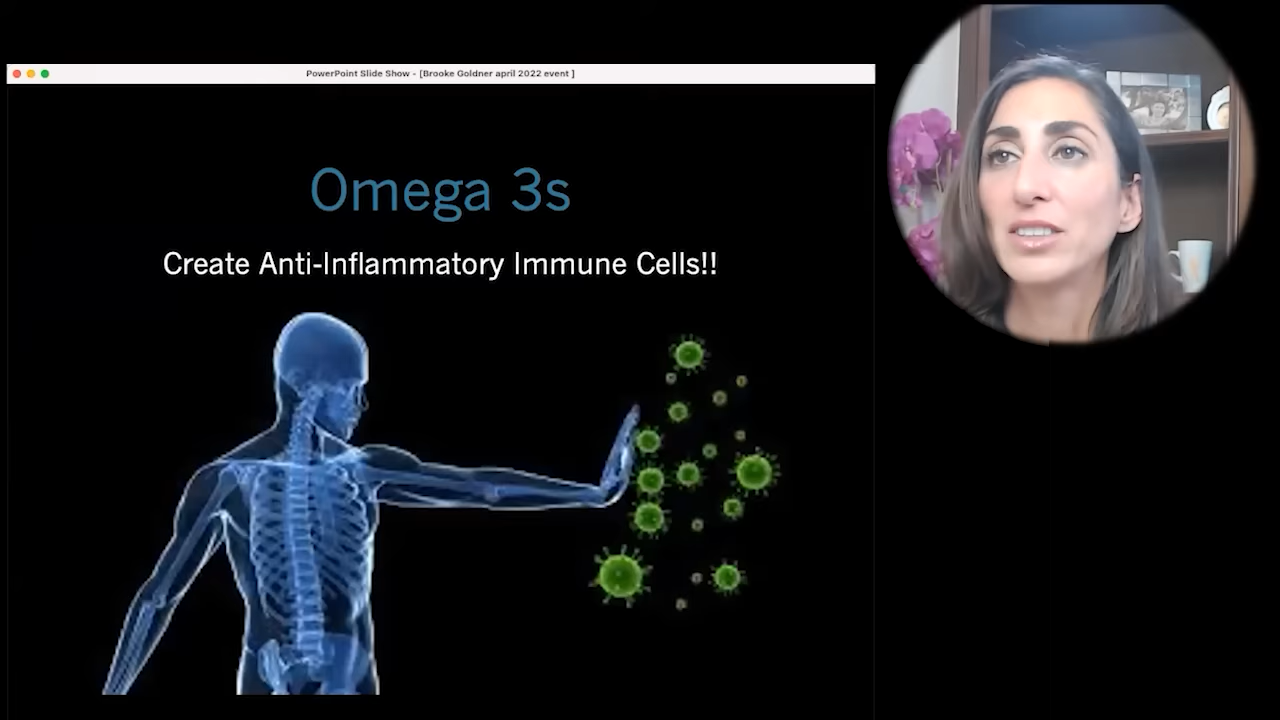 PowerPoint Slide Show - [Brooke Goldner april 2022 event ]
Omega 3s
Create Anti-Inflammatory Immune Cells!!